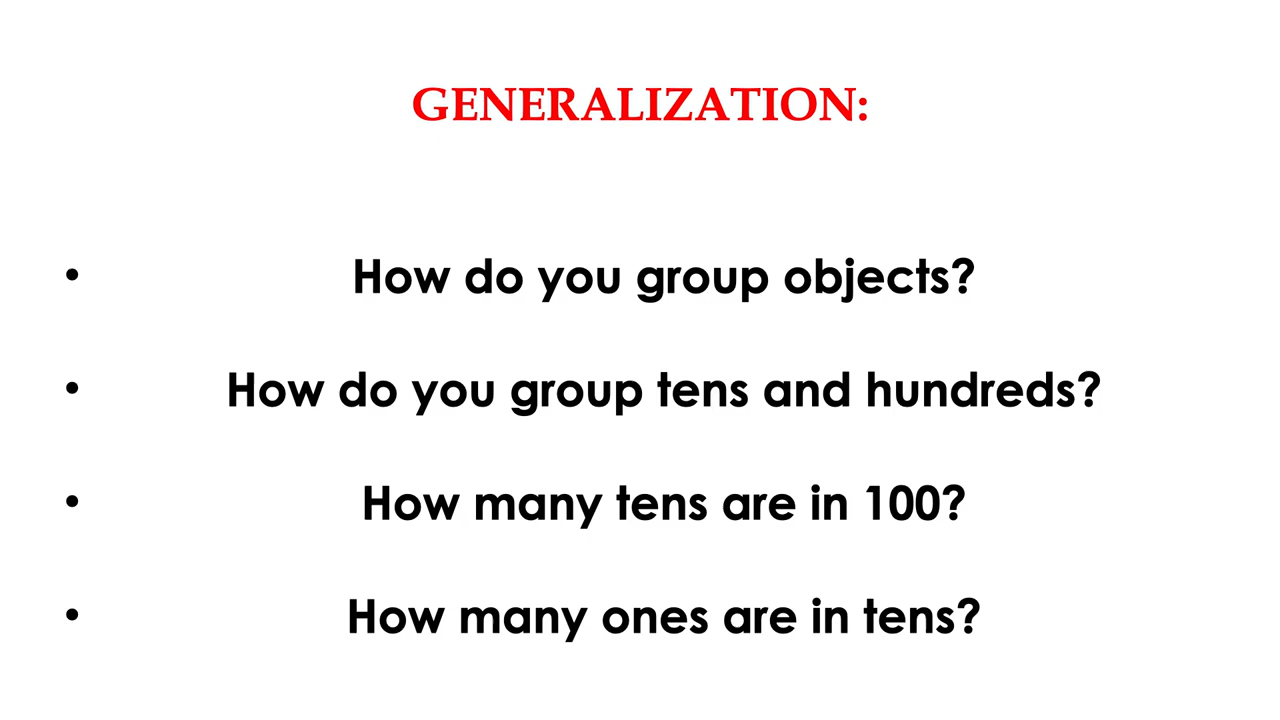 GENERALIZATION:
• How do you group objects?
• How do you group tens and hundreds?
• How many tens are in 100?
• How many ones are in tens?